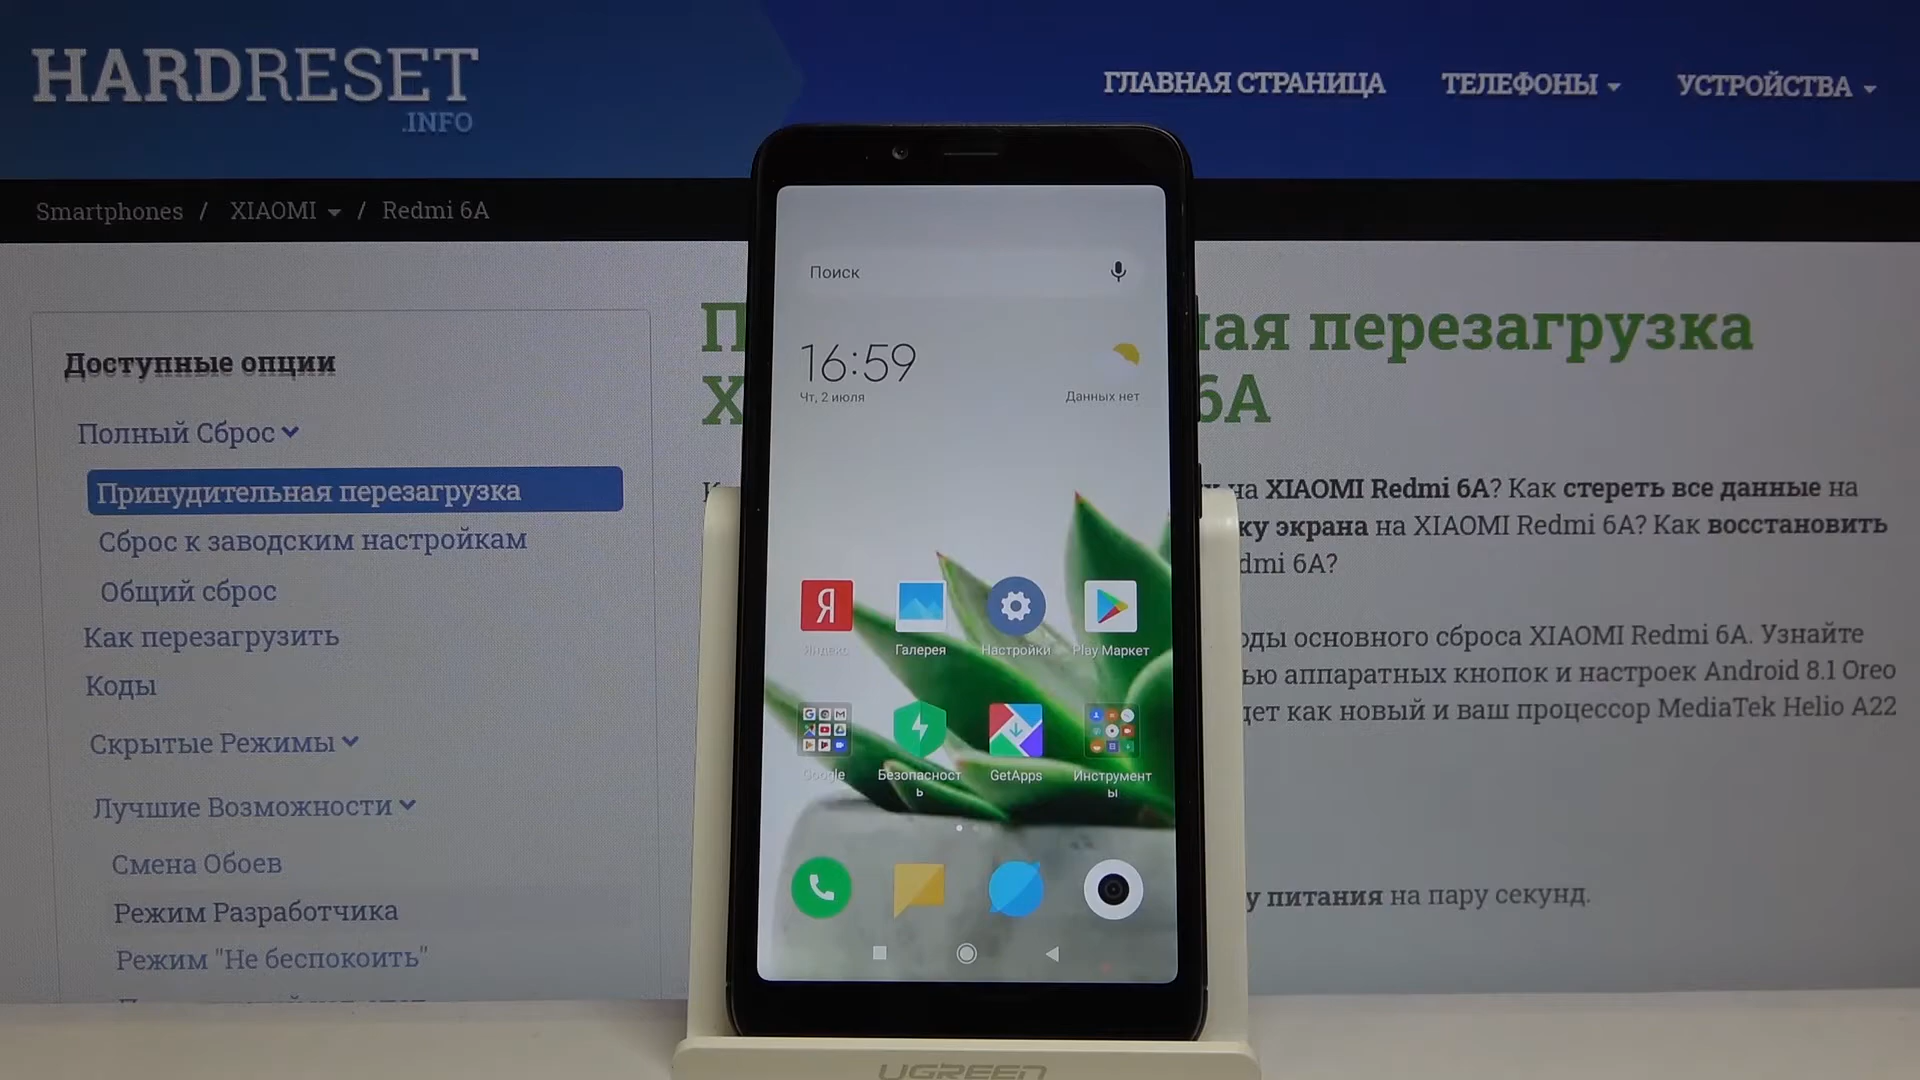 HARDRESET
.INFO
ГЛАВНАЯ СТРАНИЦА
ТЕЛЕФОНЫ
УСТРОЙСТВА
Smartphones / XIAOMI / Redmi 6A
Доступные опции
Полный Сброс
Принудительная перезагрузка
Сброс к заводским настройкам
Общий сброс
Как перезагрузить
Коды
Скрытые Режимы
Лучшие Возможности
Смена Обоев
Режим Разработчика
Режим "Не беспокоить"
Поиск
16:59
Чт, 2 июля
Данных нет
Яндекс
Галерея
Настройки
Play Маркет
Google
Безопасност
ь
GetApps
Инструмент
ы
ная перезагрузка
6A
на XIAOMI Redmi 6A? Как стереть все данные на
ку экрана на XIAOMI Redmi 6A? Как восстановить
dmi 6A?
оды основного сброса XIAOMI Redmi 6A. Узнайте
ью аппаратных кнопок и настроек Android 8.1 Oreo
дет как новый и ваш процессор MediaTek Helio A22
у питания на пару секунд.
UGREEN